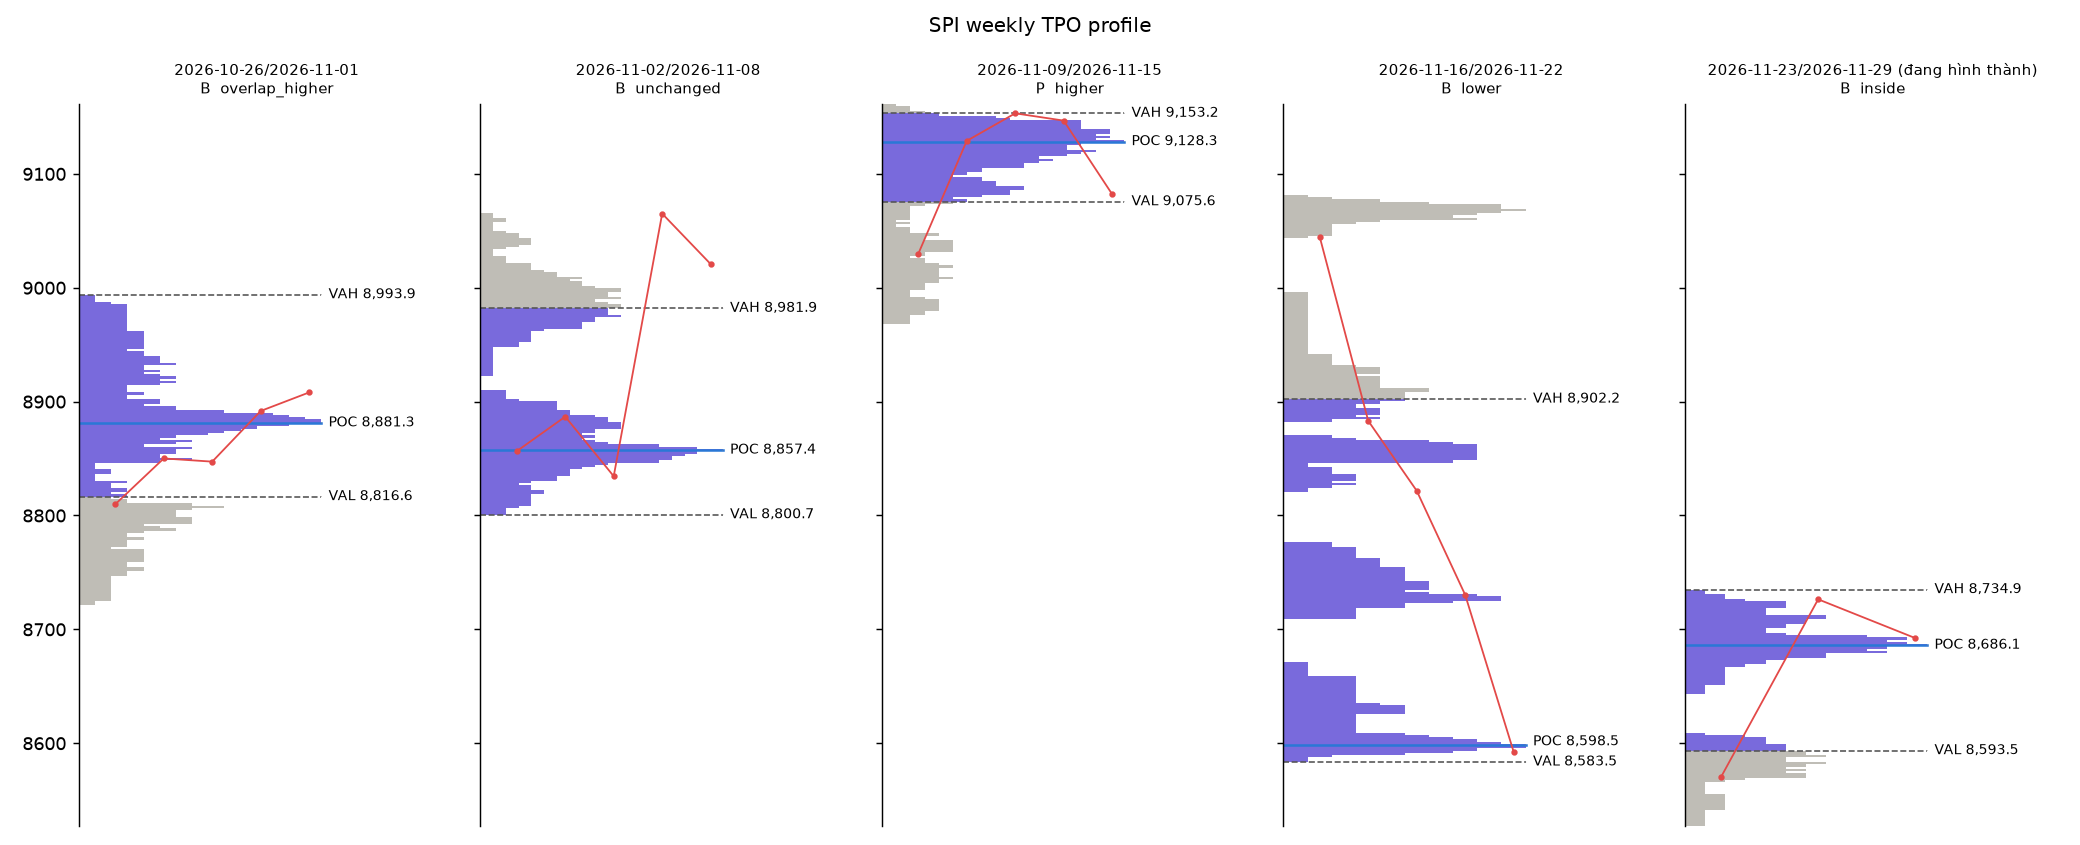 SPI weekly TPO profile
2026-10-26/2026-11-01
B  overlap_higher
2026-11-02/2026-11-08
B  unchanged
2026-11-09/2026-11-15
P  higher
2026-11-16/2026-11-22
B  lower
2026-11-23/2026-11-29 (đang hình thành)
B  inside
9100
9000
8900
8800
8700
8600
VAH 8,993.9
POC 8,881.3
VAL 8,816.6
VAH 8,981.9
POC 8,857.4
VAL 8,800.7
VAH 9,153.2
POC 9,128.3
VAL 9,075.6
VAH 8,902.2
POC 8,598.5
VAL 8,583.5
VAH 8,734.9
POC 8,686.1
VAL 8,593.5